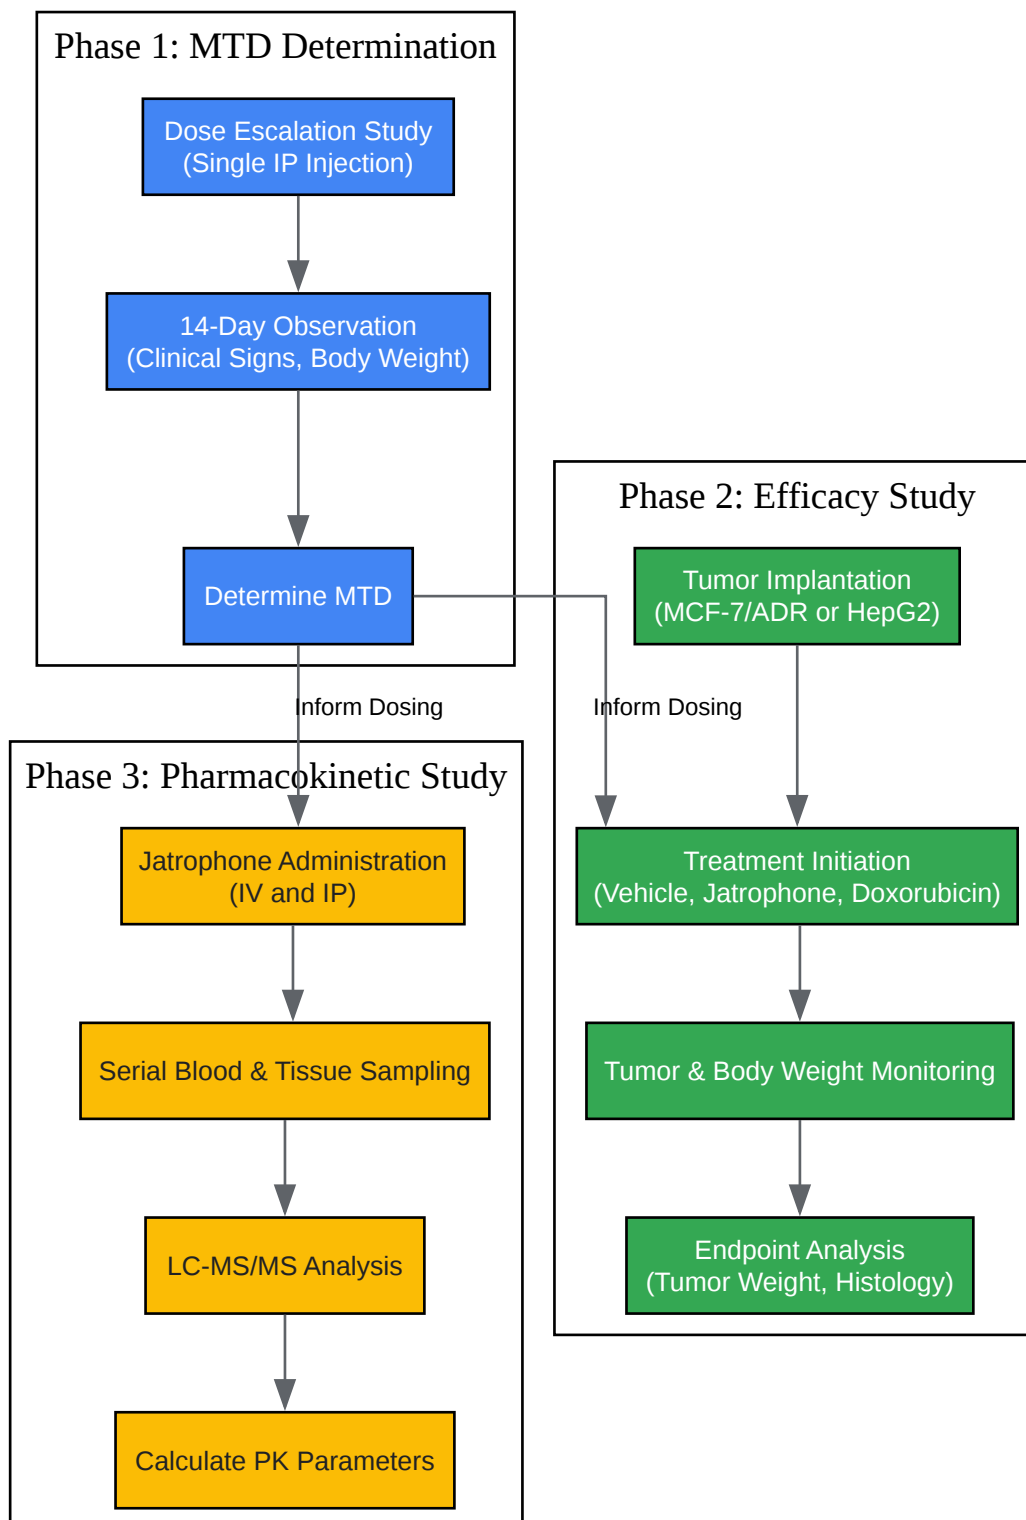 Phase 1: MTD Determination
Dose Escalation Study
(Single IP Injection)
14-Day Observation
(Clinical Signs, Body Weight)
Determine MTD
Inform Dosing
Phase 2: Efficacy Study
Tumor Implantation
(MCF-7/ADR or HepG2)
Inform Dosing
Treatment Initiation
(Vehicle, Jatrophone, Doxorubicin)
Tumor & Body Weight Monitoring
Endpoint Analysis
(Tumor Weight, Histology)
Phase 3: Pharmacokinetic Study
Jatrophone Administration
(IV and IP)
Serial Blood & Tissue Sampling
LC-MS/MS Analysis
Calculate PK Parameters